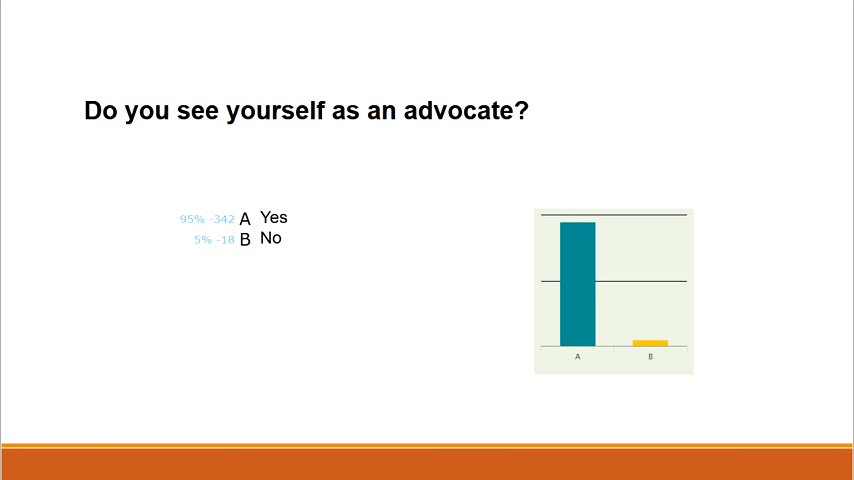 Do you see yourself as an advocate?
95% -342 A Yes
5% -18 B No
A B